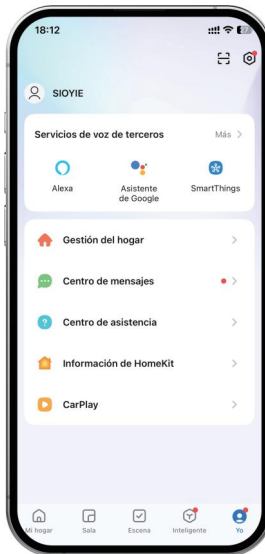 18:12
27
SIOYIE
Servicios de voz de terceros
Más
Alexa
Asistente
de Google
SmartThings
Gestión del hogar
Centro de mensajes
Centro de asistencia
Información de HomeKit
CarPlay
Mi hogar
Sala
Escena
Inteligente
Yo